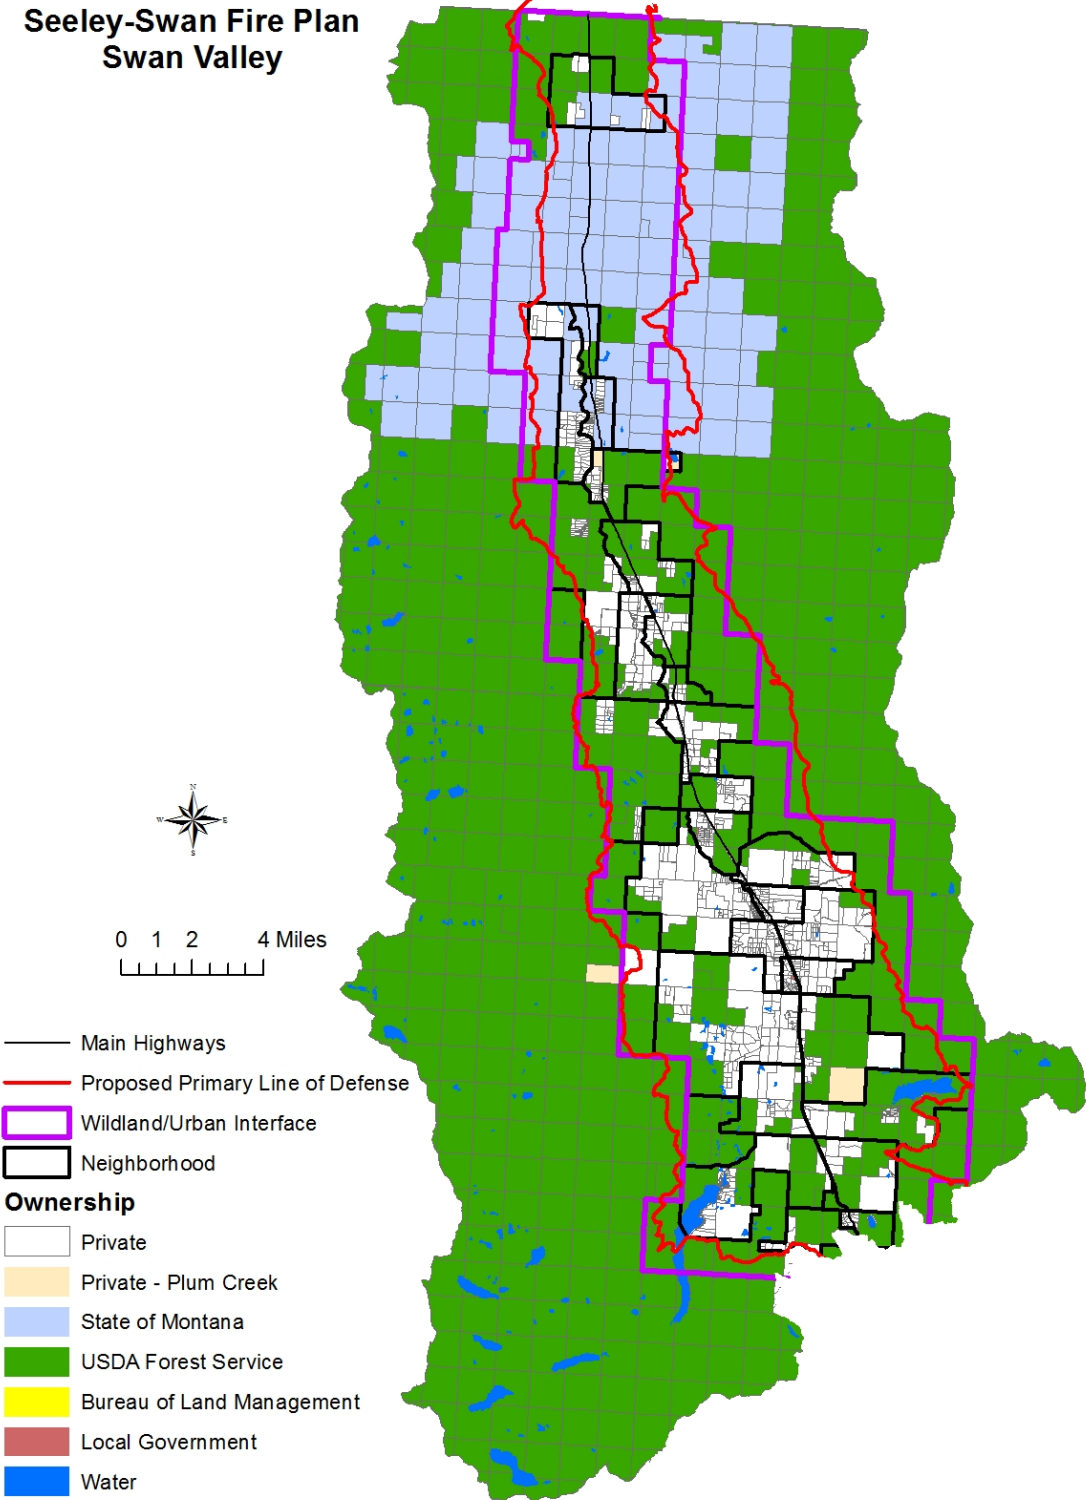 Seeley-Swan Fire Plan
Swan Valley
N
W E
S
0 1 2 4 Miles
Main Highways
Proposed Primary Line of Defense
Wildland/Urban Interface
Neighborhood
Ownership
Private
Private - Plum Creek
State of Montana
USDA Forest Service
Bureau of Land Management
Local Government
Water